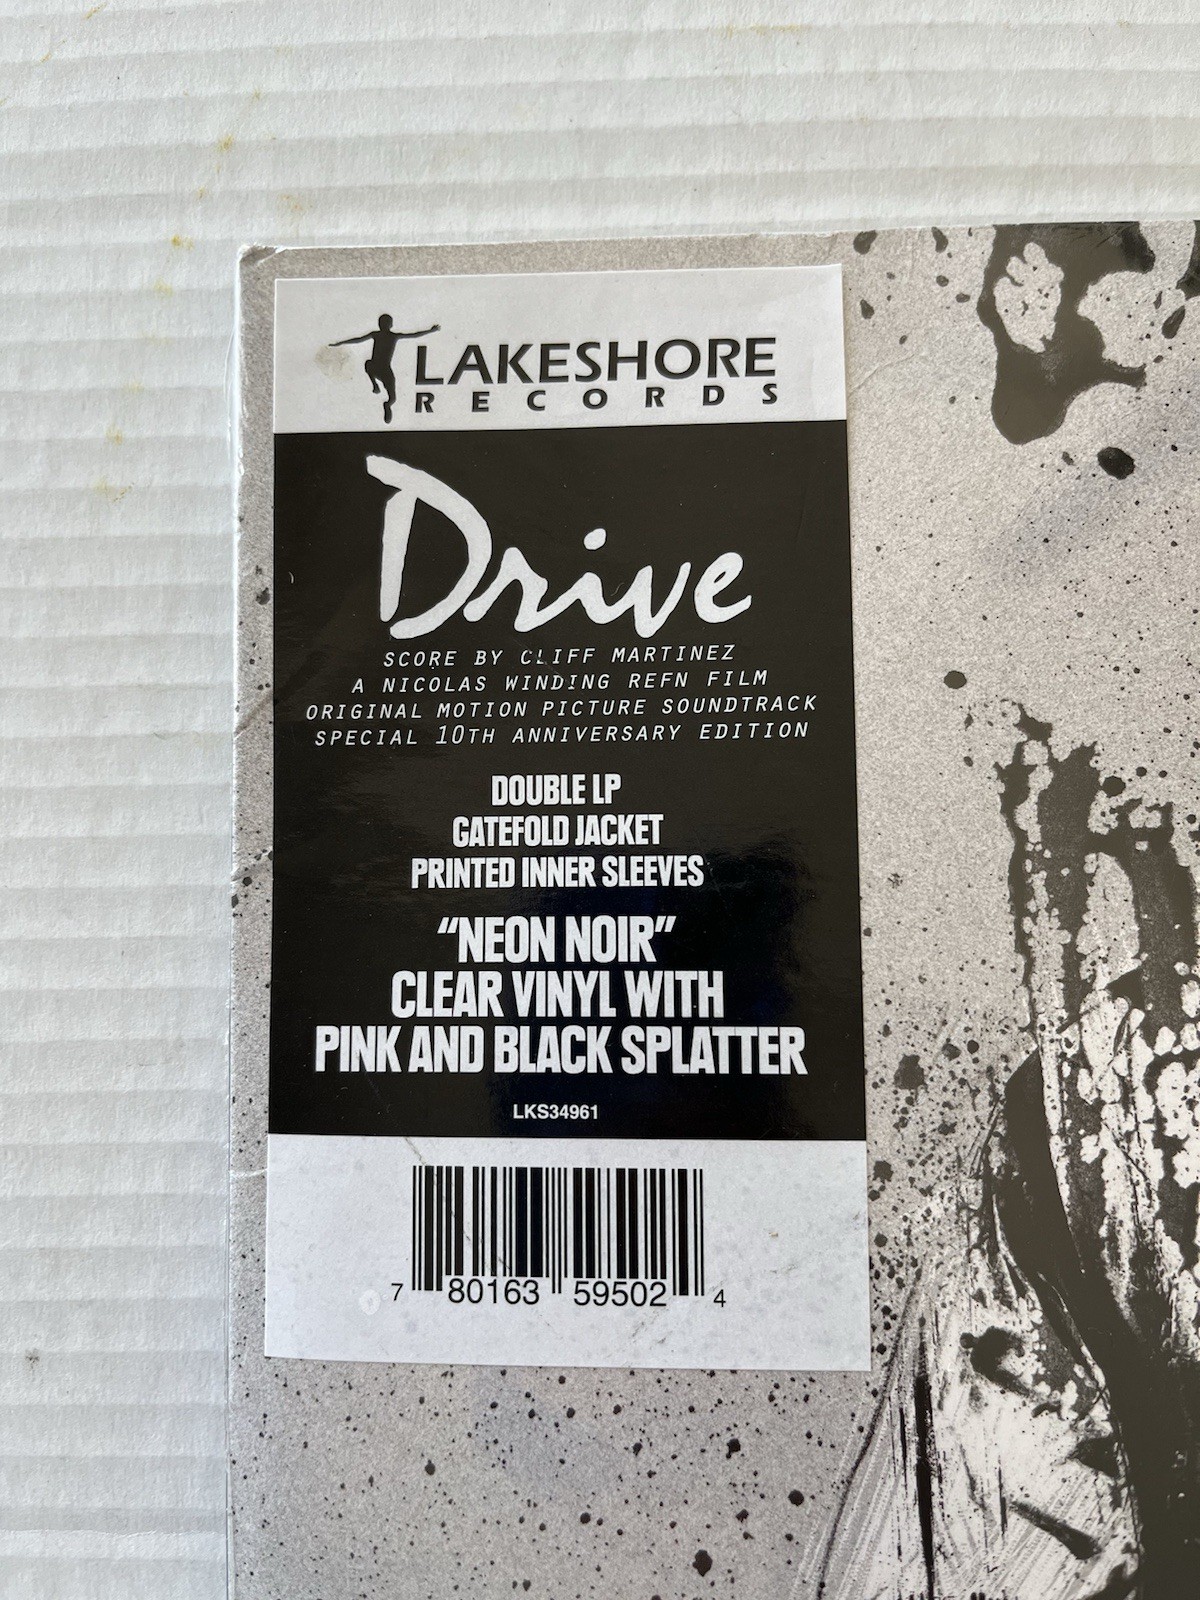 LAKESHORE
RECORDS
Drive
SCORE BY CLIFF MARTINEZ
A NICOLAS WINDING REFN FILM
ORIGINAL MOTION PICTURE SOUNDTRACK
SPECIAL 10TH ANNIVERSARY EDITION
DOUBLE LP
GATEFOLD JACKET
PRINTED INNER SLEEVES
"NEON NOIR"
CLEAR VINYL WITH
PINK AND BLACK SPLATTER
LKS34961
7 80163 59502 4